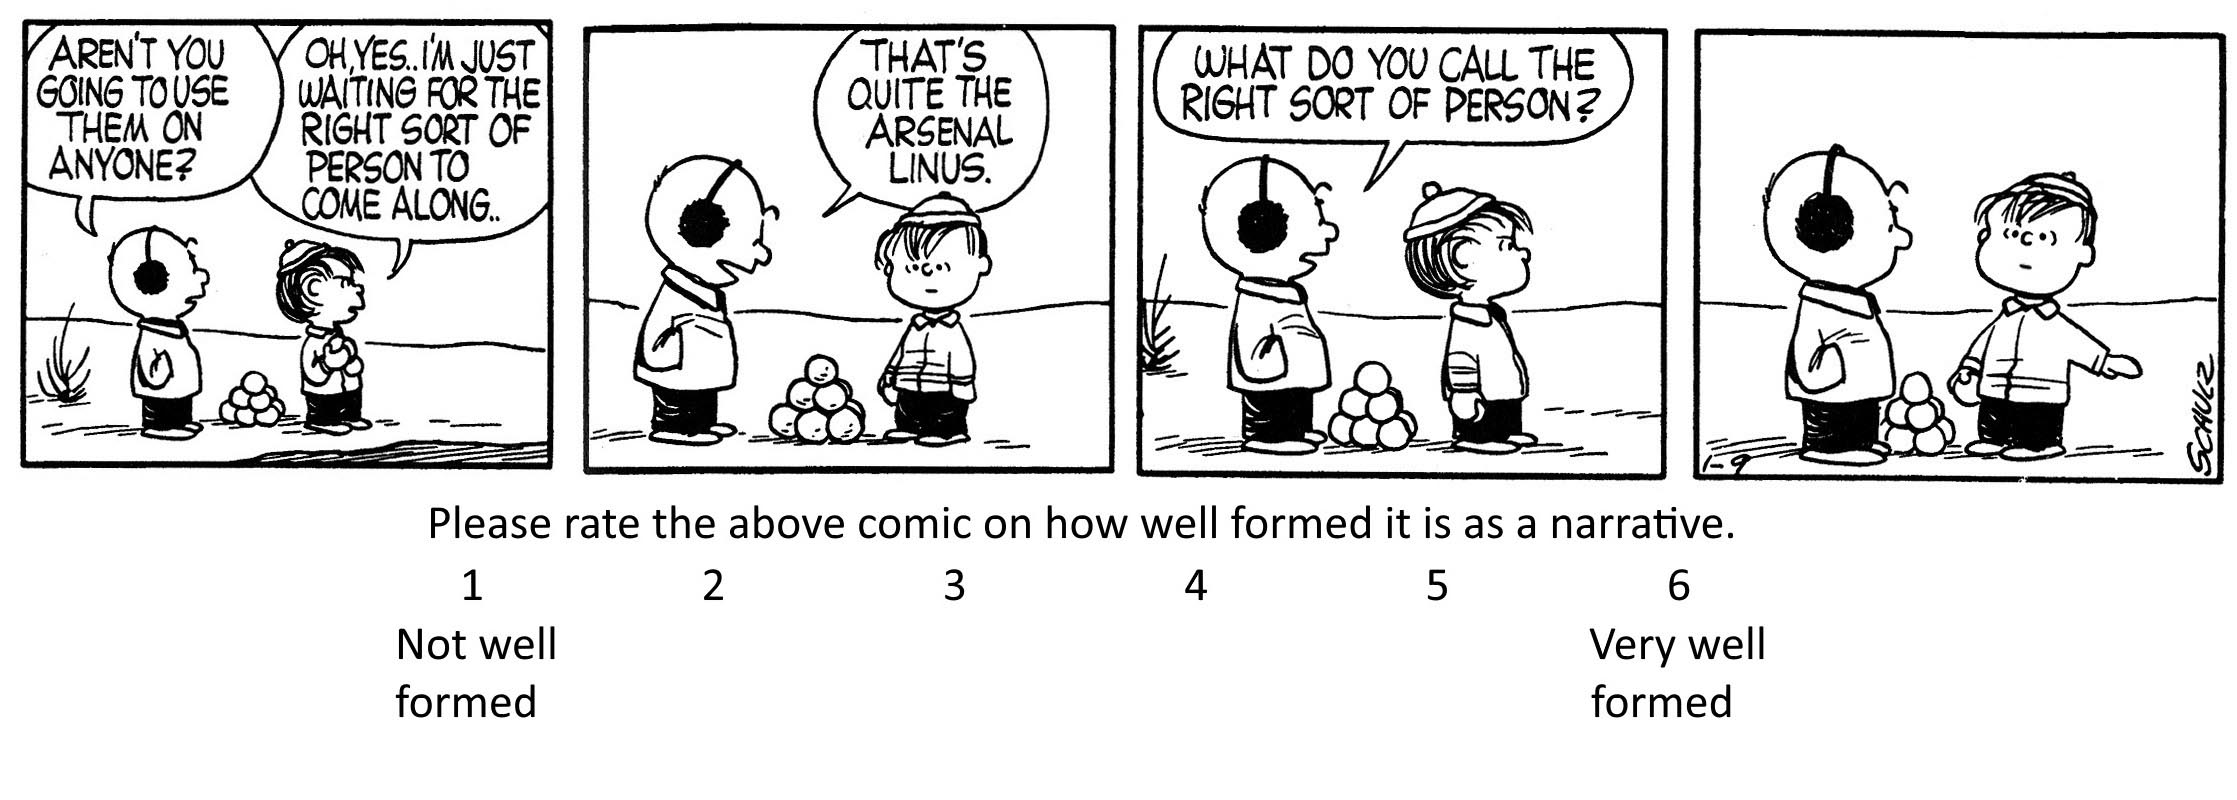 AREN'T YOU
GOING TO USE
THEM ON
ANYONE?
OH, YES.. I'M JUST
WAITING FOR THE
RIGHT SORT OF
PERSON TO
COME ALONG..
THAT'S
QUITE THE
ARSENAL
LINUS.
WHAT DO YOU CALL THE
RIGHT SORT OF PERSON?
1-9
SCHULZ
Please rate the above comic on how well formed it is as a narrative.
1 2 3 4 5 6
Not well
formed
Very well
formed